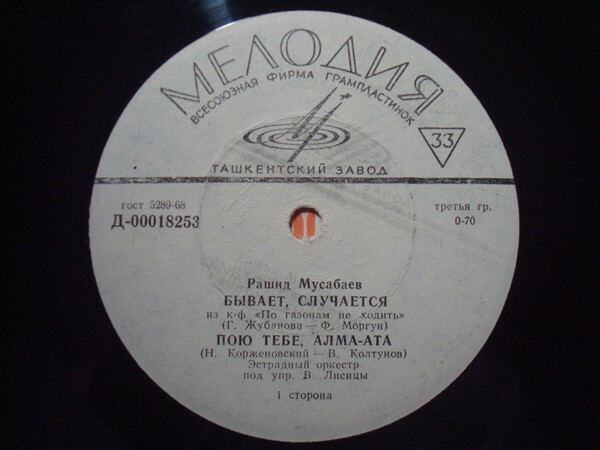 МЕЛОДИЯ
ВСЕСОЮЗНАЯ ФИРМА ГРАМПЛАСТИНОК
33
ТАШКЕНТСКИЙ ЗАВОД
гост 5289-68
Д-00018253
третья гр.
0-70
Рашид Мусабаев
БЫВАЕТ, СЛУЧАЕТСЯ
из к-ф «По газонам не ходить»
(Г. Жубанова — Ф. Моргун)
ПОЮ ТЕБЕ, АЛМА-АТА
(Н. Корженовский — В. Колтунов)
Эстрадный оркестр
под упр. В. Лисицы
1 сторона